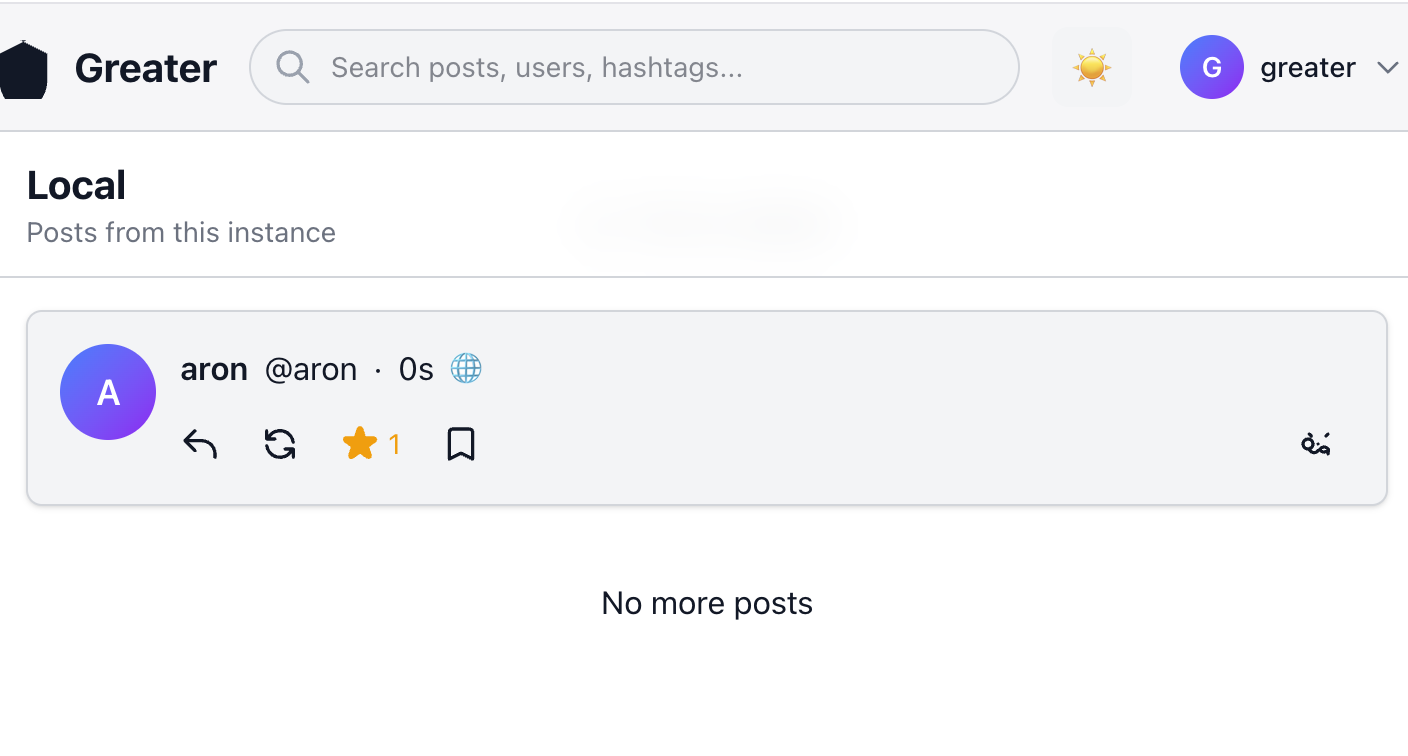 Greater
Search posts, users, hashtags...
G
greater
Local
Posts from this instance
A
aron @aron · 0s
1
No more posts